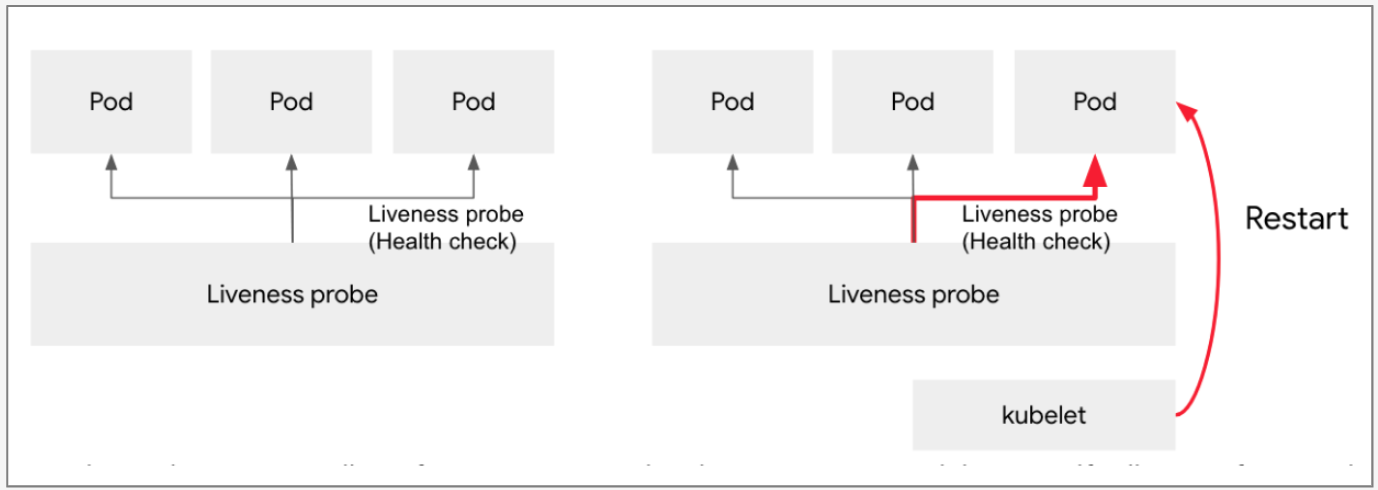 Pod
Pod
Pod
Liveness probe
(Health check)
Liveness probe
Pod
Pod
Pod
Liveness probe
(Health check)
Restart
Liveness probe
kubelet